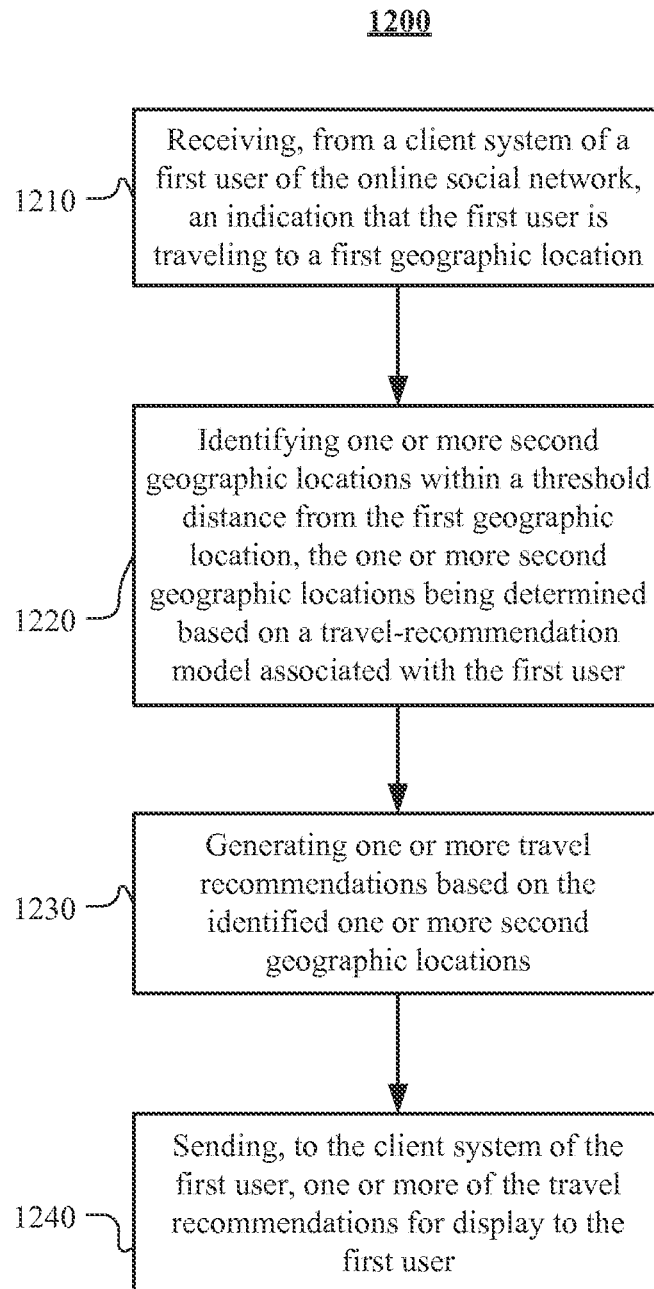 1200
Receiving, from a client system of a
first user of the online social network,
an indication that the first user is
traveling to a first geographic location
1210
Identifying one or more second
geographic locations within a threshold
distance from the first geographic
location, the one or more second
geographic locations being determined
based on a travel-recommendation
model associated with the first user
1220
Generating one or more travel
recommendations based on the
identified one or more second
geographic locations
1230
Sending, to the client system of the
first user, one or more of the travel
recommendations for display to the
first user
1240